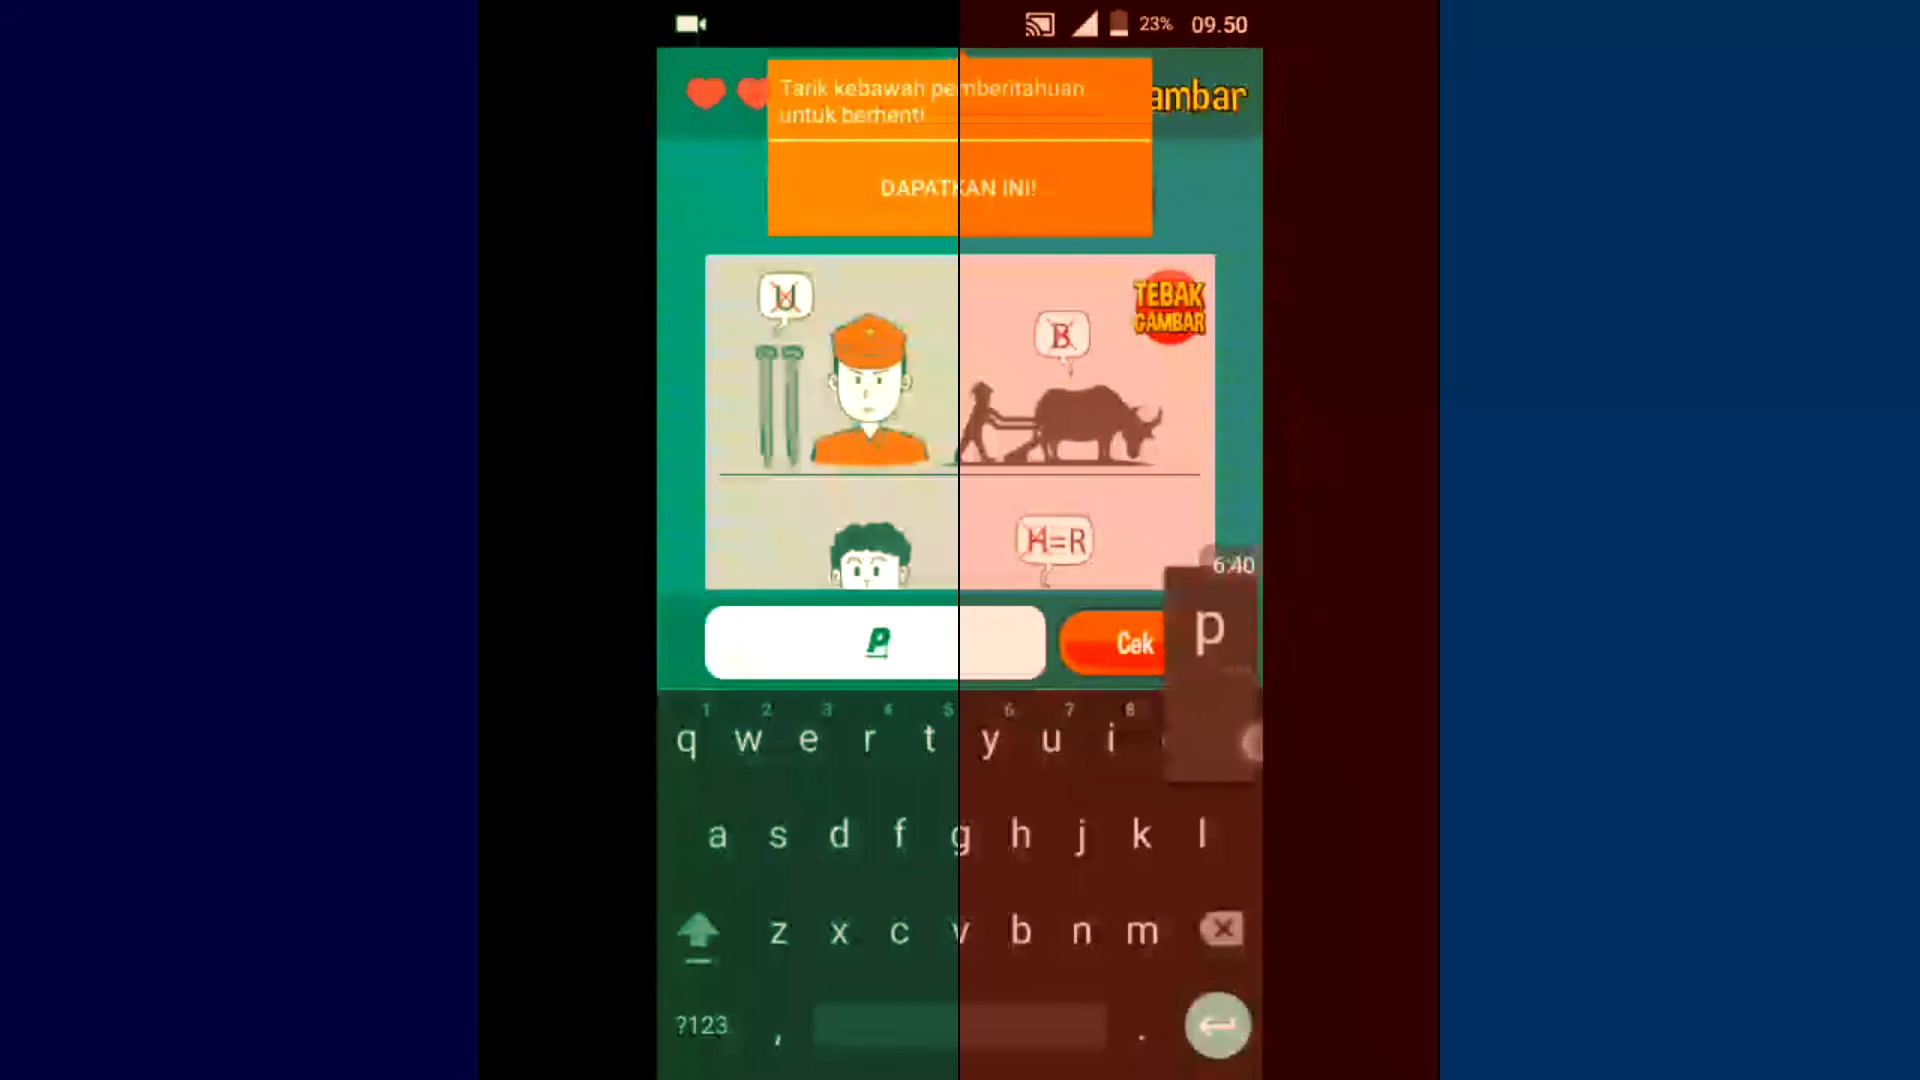 23% 09.50
Tarik kebawah pemberitahuan
untuk berhenti
ambar
DAPATKAN INI!
U
B
TEBAK
GAMBAR
H=R
6:40
P
Cek
p
1 2 3 4 5 6 7 8
q w e r t y u i
a s d f g h j k l
z x c v b n m
?123 , .